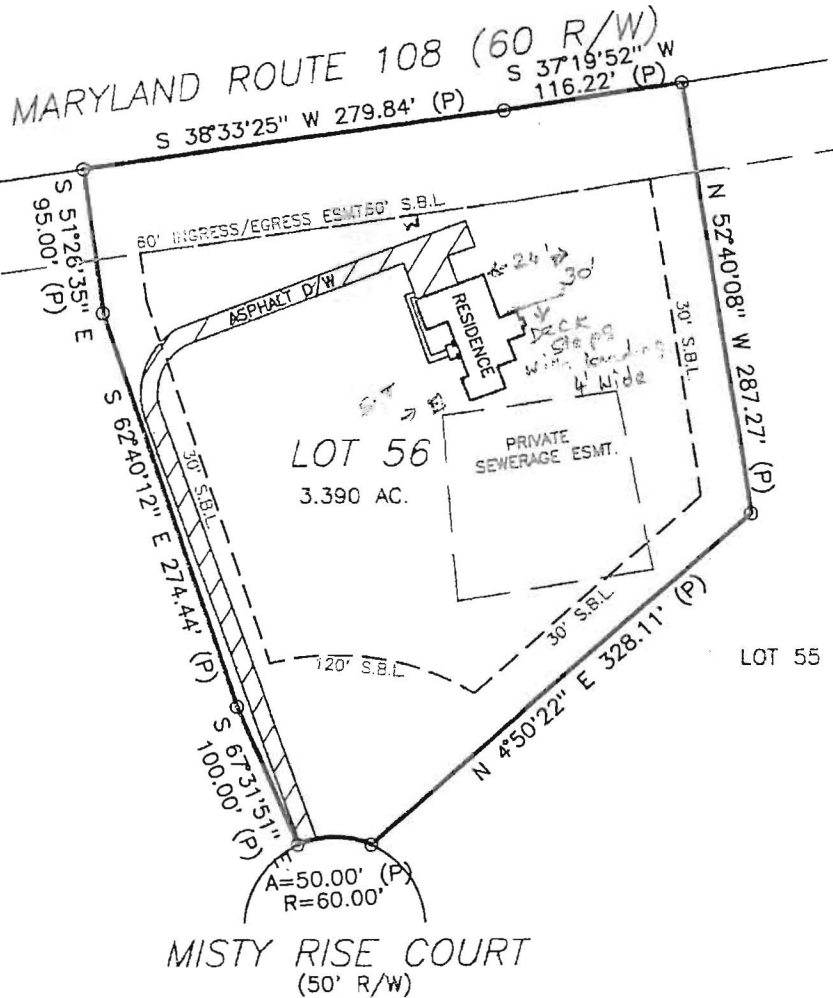 MARYLAND ROUTE 108 (60 R/W)
S 37°19'52" W
116.22' (P)
S 38°33'25" W 279.84' (P)
S 51°26'35" E
95.00' (P)
60' INGRESS/EGRESS ESMT
60' S.B.L.
N 52°40'08" W 287.27' (P)
ASPHALT D/W
RESIDENCE
24'
30'
DECK
Steps
with landing
4' Wide
30' S.B.L.
S 62°40'12" E 274.44' (P)
30' S.B.L.
S.T
LOT 56
3.390 AC.
PRIVATE
SEWERAGE ESMT.
30' S.B.L.
120' S.B.L.
LOT 55
N 4°50'22" E 328.11' (P)
S 67°31'51" E
100.00' (P)
A=50.00' (P)
R=60.00'
MISTY RISE COURT
(50' R/W)